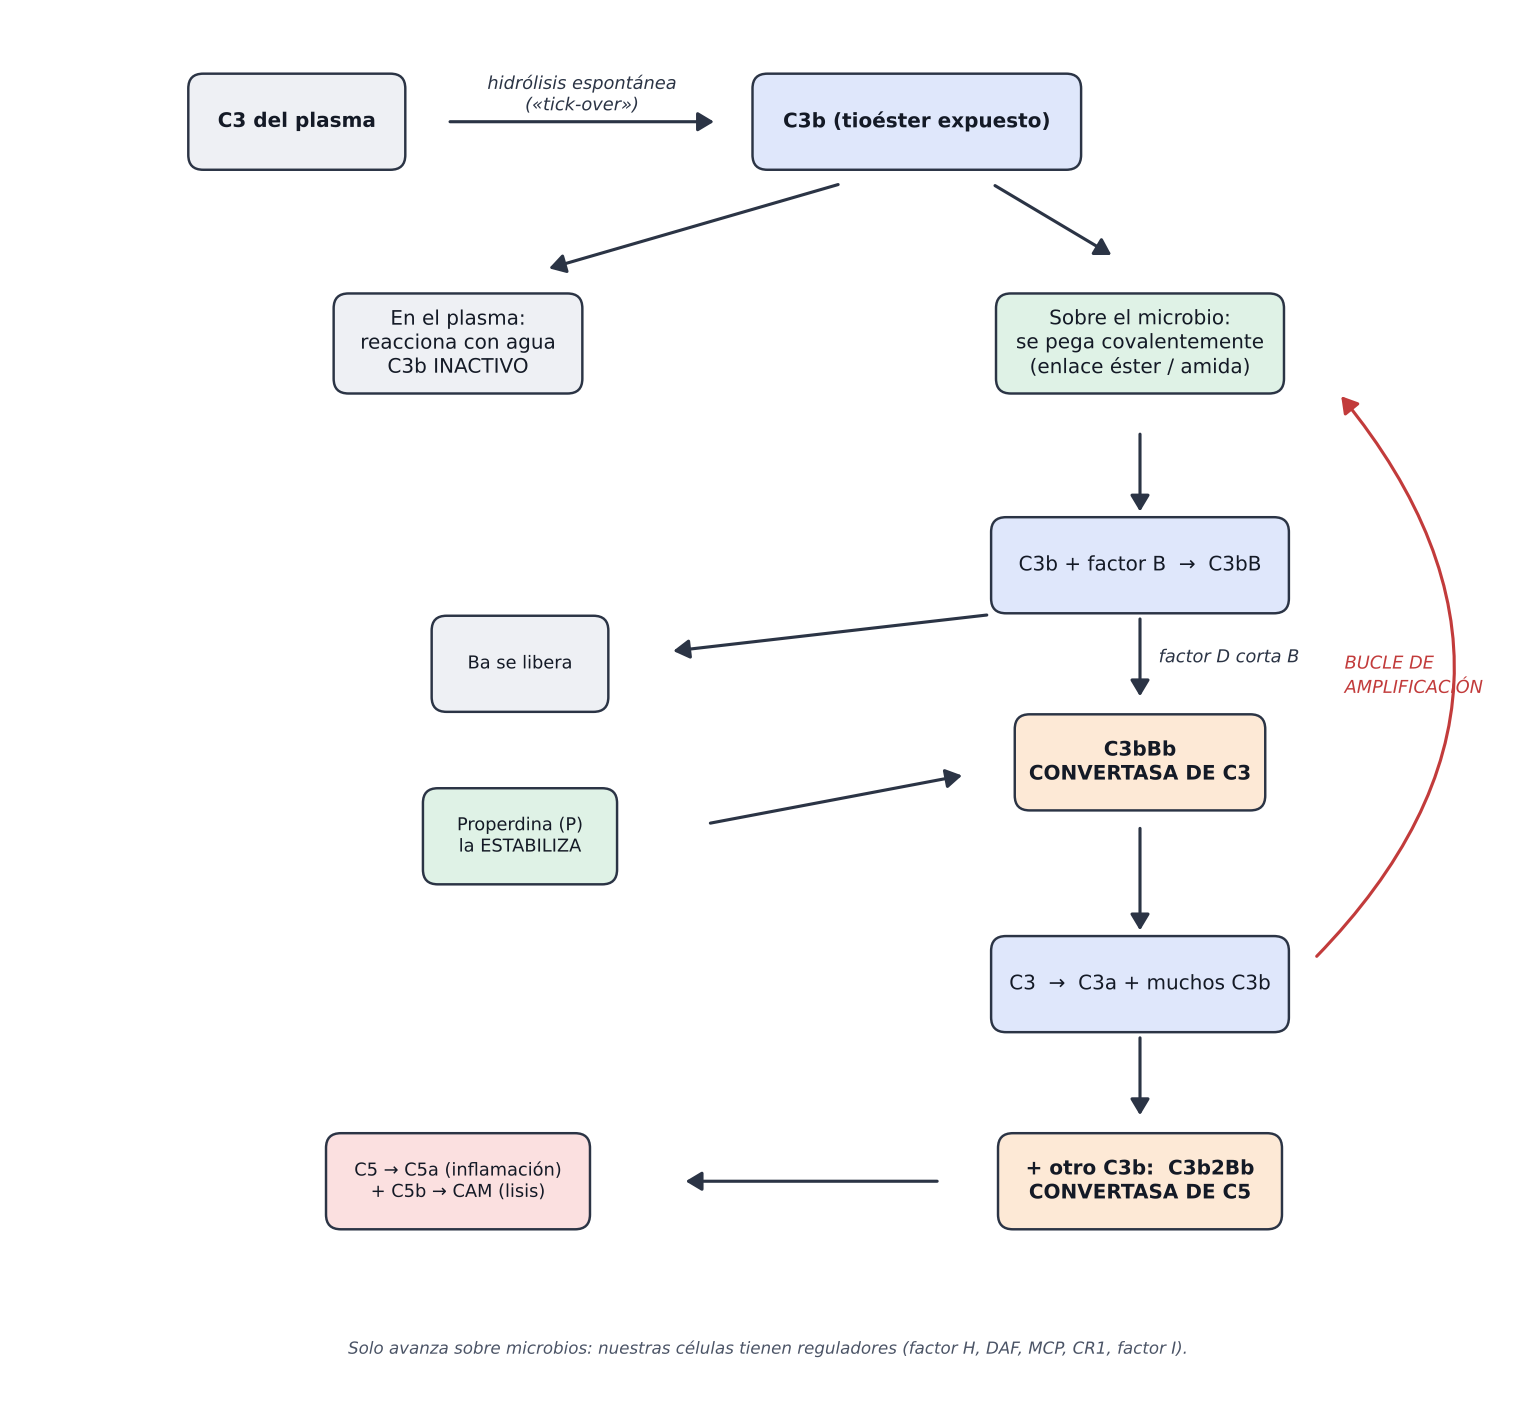 C3 del plasma
hidrólisis espontánea
(«tick-over»)
C3b (tioéster expuesto)
En el plasma:
reacciona con agua
C3b INACTIVO
Sobre el microbio:
se pega covalentemente
(enlace éster / amida)
C3b + factor B → C3bB
Ba se libera
factor D corta B
BUCLE DE
AMPLIFICACIÓN
C3bBb
CONVERTASA DE C3
Properdina (P)
la ESTABILIZA
C3 → C3a + muchos C3b
C5 → C5a (inflamación)
+ C5b → CAM (lisis)
+ otro C3b: C3b2Bb
CONVERTASA DE C5
Solo avanza sobre microbios: nuestras células tienen reguladores (factor H, DAF, MCP, CR1, factor I).